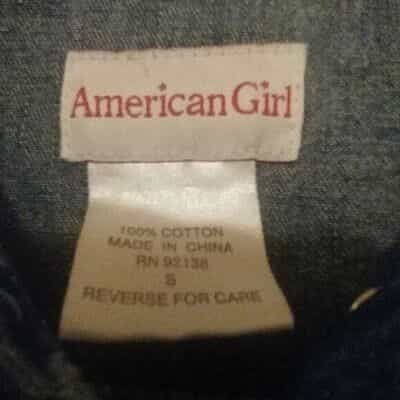 American Girl
100% COTTON
MADE IN CHINA
RN 92138
S
REVERSE FOR CARE